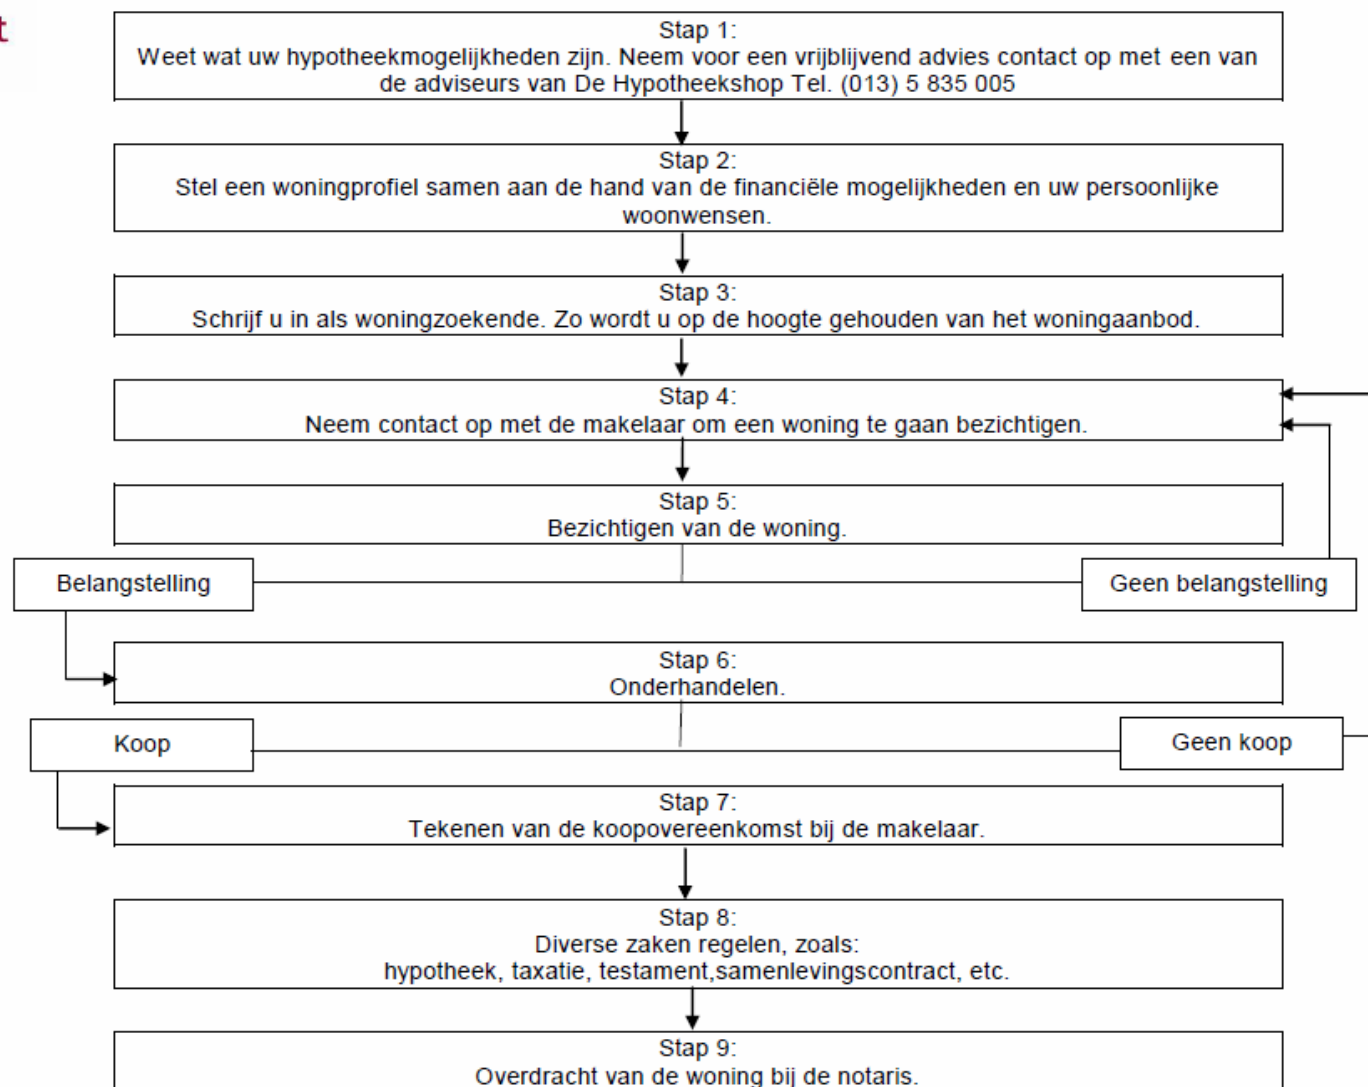 t
Stap 1:
Weet wat uw hypotheekmogelijkheden zijn. Neem voor een vrijblijvend advies contact op met een van
de adviseurs van De Hypotheekshop Tel. (013) 5 835 005
Stap 2:
Stel een woningprofiel samen aan de hand van de financiële mogelijkheden en uw persoonlijke
woonwensen.
Stap 3:
Schrijf u in als woningzoekende. Zo wordt u op de hoogte gehouden van het woningaanbod.
Stap 4:
Neem contact op met de makelaar om een woning te gaan bezichtigen.
Stap 5:
Bezichtigen van de woning.
Belangstelling
Geen belangstelling
Stap 6:
Onderhandelen.
Koop
Geen koop
Stap 7:
Tekenen van de koopovereenkomst bij de makelaar.
Stap 8:
Diverse zaken regelen, zoals:
hypotheek, taxatie, testament,samenlevingscontract, etc.
Stap 9:
Overdracht van de woning bij de notaris.